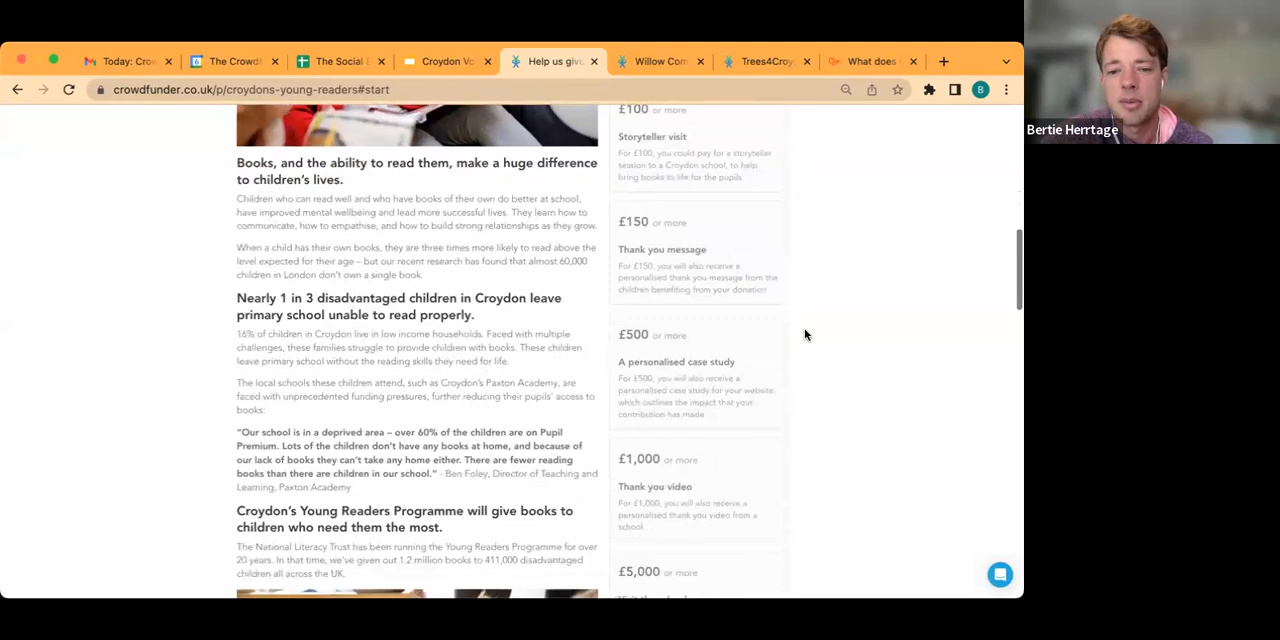 Today: Cro
The Crowdf
The Social E
Croydon Vo
Help us give
Willow Com
Trees4Croy
What does
crowdfunder.co.uk/p/croydons-young-readers#start
B
Bertie Herrtage
Books, and the ability to read them, make a huge difference
to children's lives.
Children who can read well and who have books of their own do better at school,
have improved mental wellbeing and lead more successful lives. They learn how to
communicate, how to empathise, and how to build strong relationships as they grow.
When a child has their own books, they are three times more likely to read above the
level expected for their age – but our recent research has found that almost 60,000
children in London don't own a single book.
Nearly 1 in 3 disadvantaged children in Croydon leave
primary school unable to read properly.
16% of children in Croydon live in low income households. Faced with multiple
challenges, these families struggle to provide children with books. These children
leave primary school without the reading skills they need for life.
The local schools these children attend, such as Croydon's Paxton Academy, are
faced with unprecedented funding pressures, further reducing their pupils' access to
books:
"Our school is in a deprived area – over 60% of the children are on Pupil
Premium. Lots of the children don't have any books at home, and because of
our lack of books they can't take any home either. There are fewer reading
books than there are children in our school." - Ben Foley, Director of Teaching and
Learning, Paxton Academy
Croydon's Young Readers Programme will give books to
children who need them the most.
The National Literacy Trust has been running the Young Readers Programme for over
20 years. In that time, we've given out 1.2 million books to 411,000 disadvantaged
children all across the UK.
£100 or more
Storyteller visit
For £100, you could pay for a storyteller
session to a Croydon school, to help
bring books to life for the pupils.
£150 or more
Thank you message
For £150, you will also receive a
personalised thank you message from the
children benefiting from your donation
£500 or more
A personalised case study
For £500, you will also receive a
personalised case study for your website,
which outlines the impact that your
contribution has made
£1,000 or more
Thank you video
For £1,000, you will also receive a
personalised thank you video from a
school.
£5,000 or more